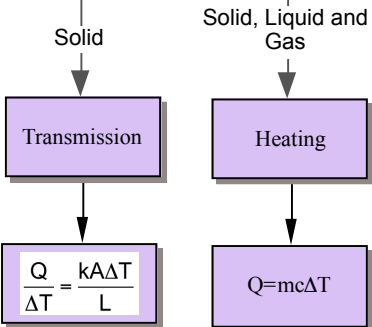 Solid
Solid, Liquid and
Gas
Transmission
Heating
Q/ΔT = kAΔT/L
Q=mcΔT